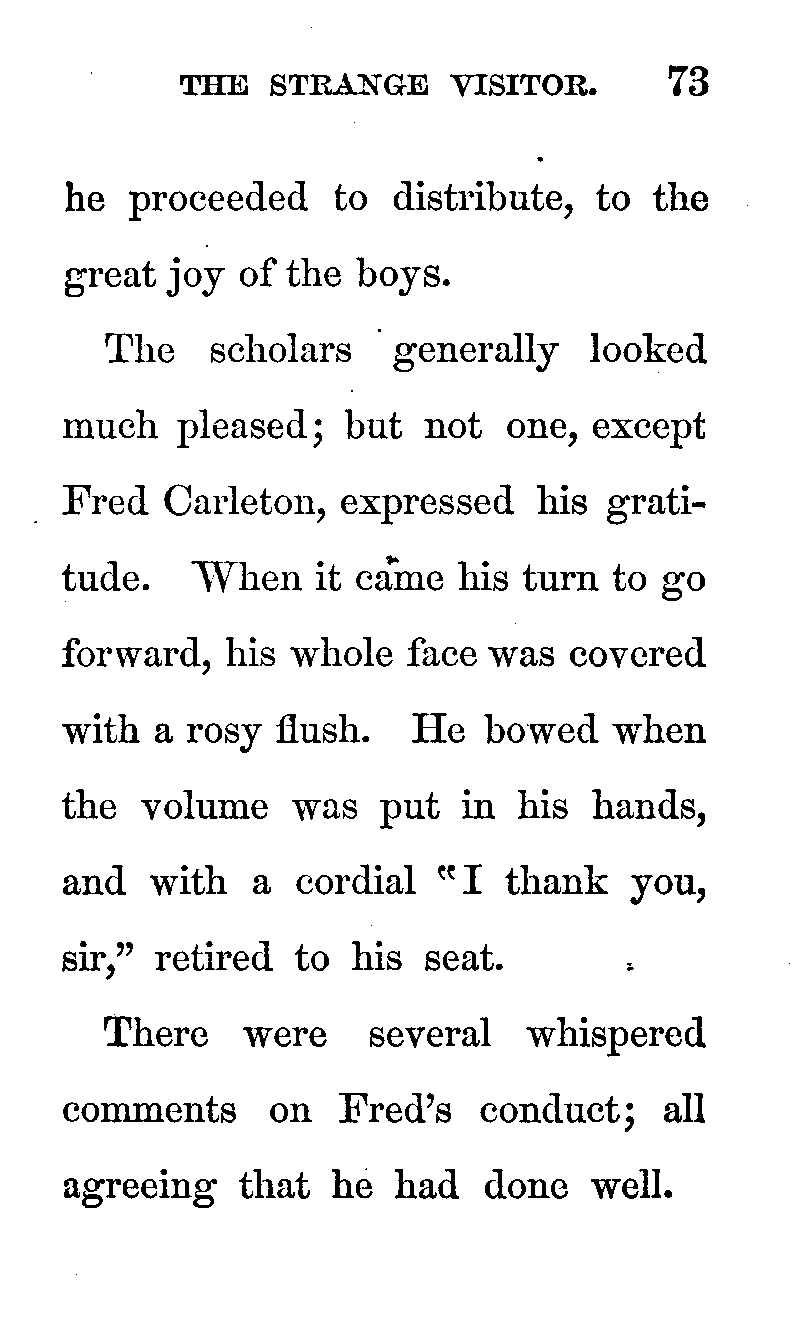 THE STRANGE VISITOR. 73
he proceeded to distribute, to the
great joy of the boys.
The scholars generally looked
much pleased; but not one, except
Fred Carleton, expressed his grati-
tude. When it came his turn to go
forward, his whole face was covered
with a rosy flush. He bowed when
the volume was put in his hands,
and with a cordial “I thank you,
sir,” retired to his seat.
There were several whispered
comments on Fred’s conduct; all
agreeing that he had done well.